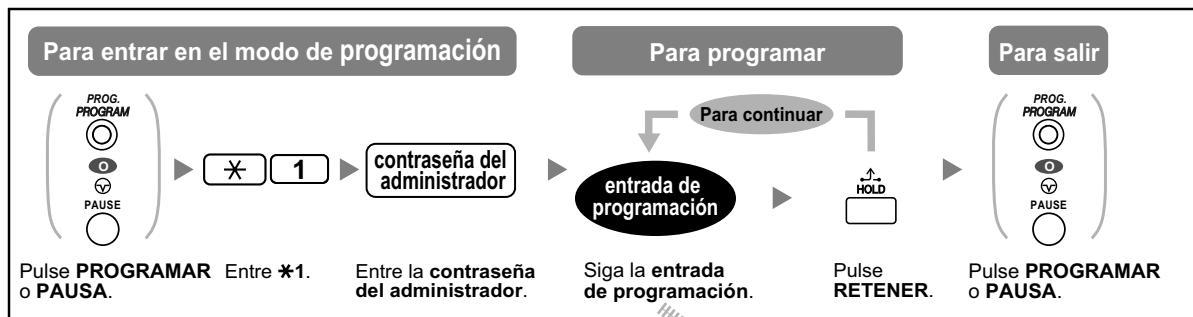 Para entrar en el modo de programación
Para programar
Para salir
PROG.
PROGRAM
O
PAUSE
✱
1
contraseña del
administrador
Para continuar
entrada de
programación
HOLD
PROG.
PROGRAM
O
PAUSE
Pulse PROGRAMAR
o PAUSA.
Entre ✱1.
Entre la contraseña
del administrador.
Siga la entrada
de programación.
Pulse
RETENER.
Pulse PROGRAMAR
o PAUSA.